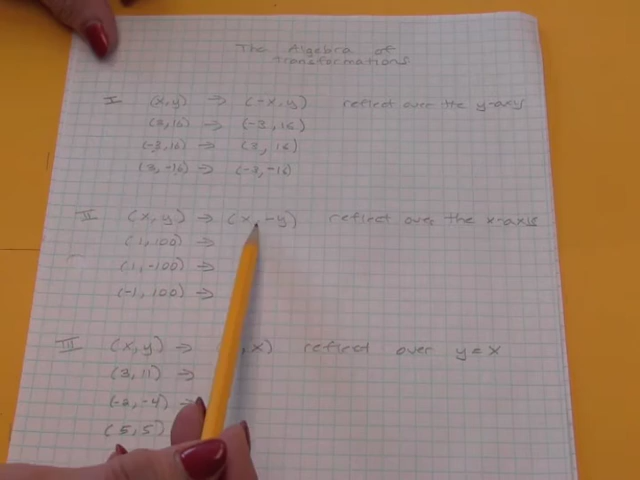 The Algebra of
transformations
I (x,y) → (-x,y) reflect over the y-axis
(3,16) → (-3,16)
(-3,16) → (3,16)
(3,-16) → (-3,-16)
II (x,y) → (x,-y) reflect over the x-axis
(1,100) →
(1,-100) →
(-1,100) →
III (x,y) → ,x) reflect over y=x
(3,11) →
(-2,-4) →
(5,5)